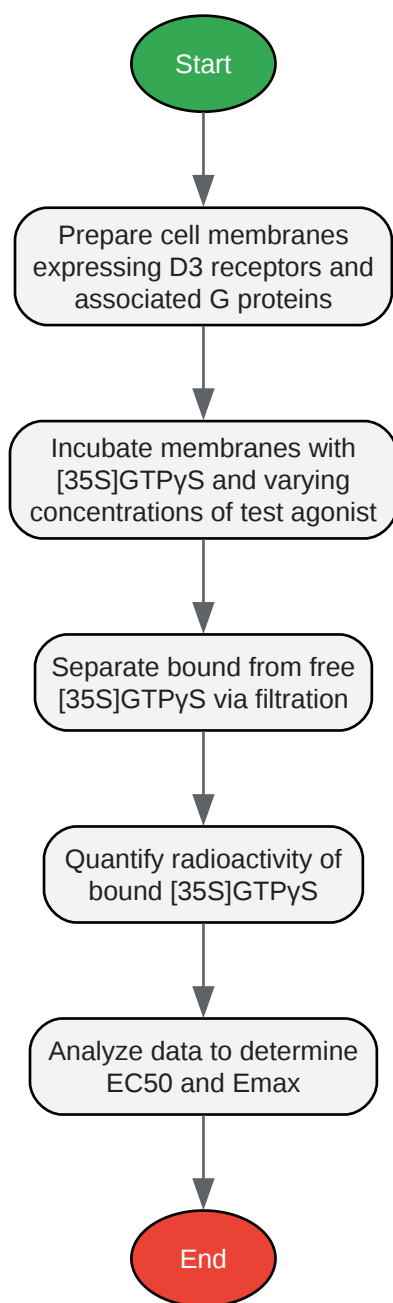 Start
Prepare cell membranes
expressing D3 receptors and
associated G proteins
Incubate membranes with
[35S]GTPγS and varying
concentrations of test agonist
Separate bound from free
[35S]GTPγS via filtration
Quantify radioactivity of
bound [35S]GTPγS
Analyze data to determine
EC50 and Emax
End